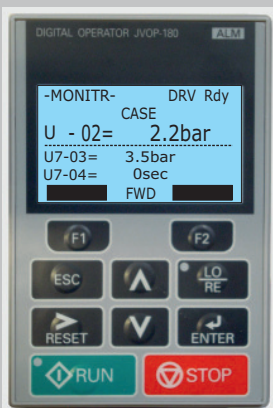 DIGITAL OPERATOR JVOP-180 ALM
-MONITR- DRV Rdy
CASE
U - 02= 2.2bar
U7-03= 3.5bar
U7-04= 0sec
FWD
F1 F2
ESC LO RE
RESET ENTER
RUN STOP